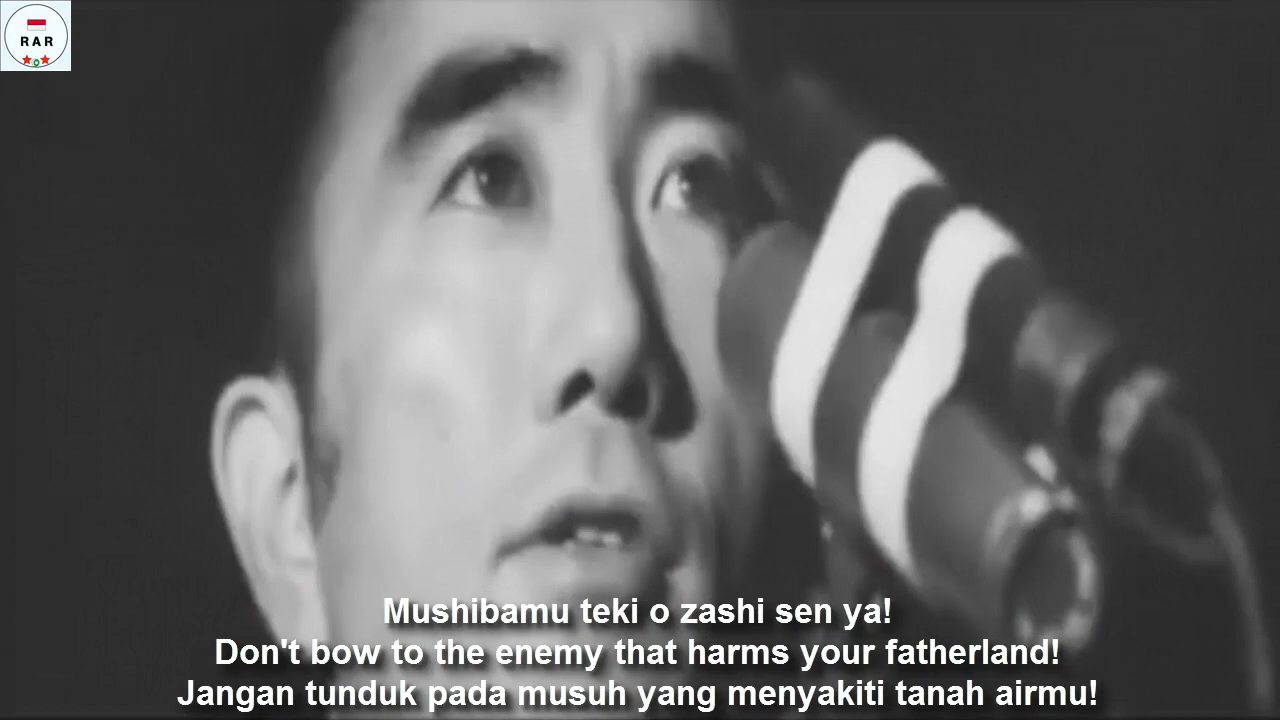 RAR
Mushibamu teki o zashi sen ya!
Don't bow to the enemy that harms your fatherland!
Jangan tunduk pada musuh yang menyakiti tanah airmu!